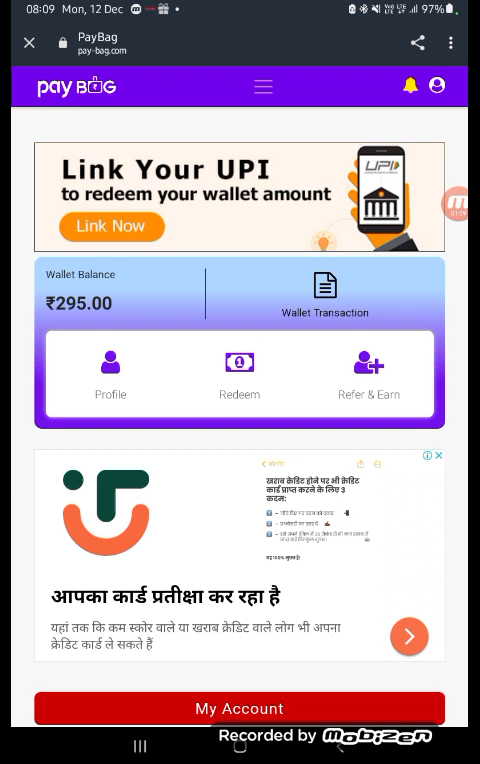 08:09 Mon, 12 Dec
97%
PayBag
pay-bag.com
pay BAG
Link Your UPI
to redeem your wallet amount
Link Now
UPI
01:59
Wallet Balance
₹295.00
Wallet Transaction
Profile
Redeem
Refer & Earn
खराब क्रेडिट होने पर भी क्रेडिट
कार्ड प्राप्त करने के लिए 3
कदम:
आपका कार्ड प्रतीक्षा कर रहा है
यहां तक कि कम स्कोर वाले या खराब क्रेडिट वाले लोग भी अपना
क्रेडिट कार्ड ले सकते हैं
My Account
Recorded by Mobizen